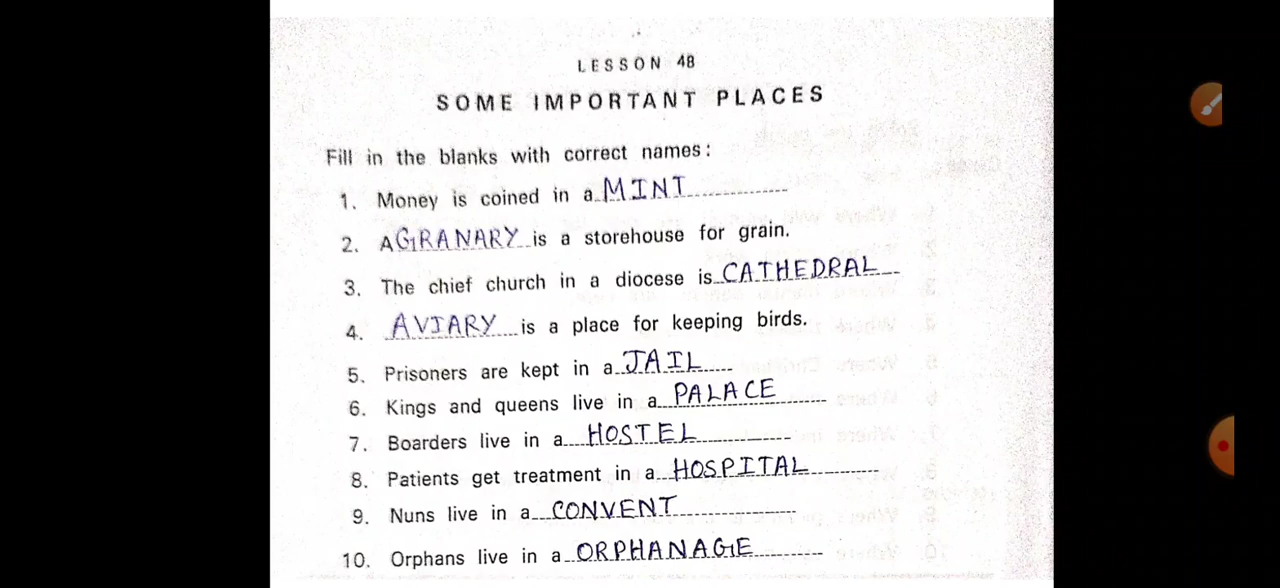 LESSON 48
SOME IMPORTANT PLACES
Fill in the blanks with correct names:
1. Money is coined in a MINT
2. A GRANARY is a storehouse for grain.
3. The chief church in a diocese is CATHEDRAL
4. AVIARY is a place for keeping birds.
5. Prisoners are kept in a JAIL
6. Kings and queens live in a PALACE
7. Boarders live in a HOSTEL
8. Patients get treatment in a HOSPITAL
9. Nuns live in a CONVENT
10. Orphans live in a ORPHANAGE